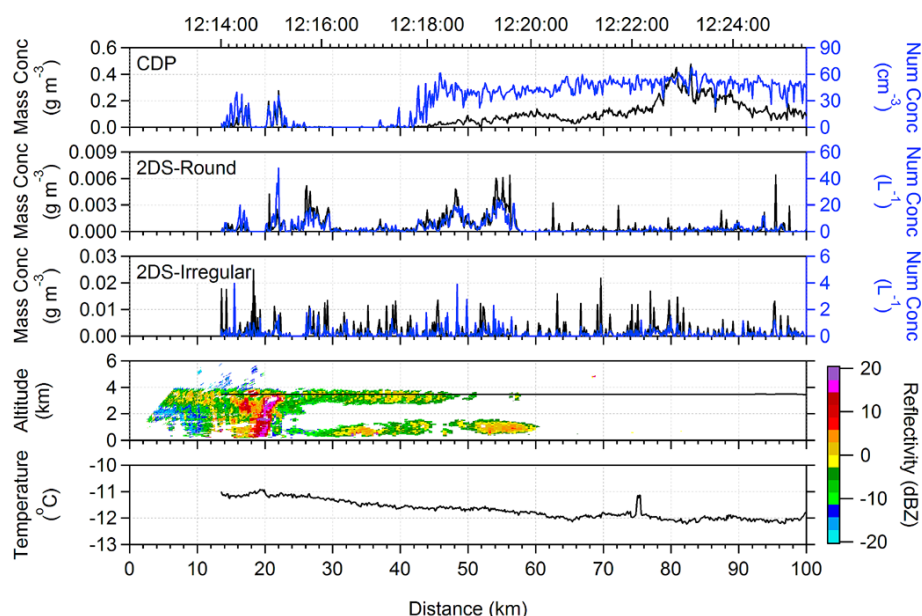 12:14:00 12:16:00 12:18:00 12:20:00 12:22:00 12:24:00
CDP
Mass Conc
(g m-3)
0.6
0.4
0.2
0.0
90
60
30
0
Num Conc
(cm-3)
2DS-Round
Mass Conc
(g m-3)
0.009
0.006
0.003
0.000
60
40
20
0
Num Conc
(L-1)
2DS-Irregular
Mass Conc
(g m-3)
0.03
0.02
0.01
0.00
6
4
2
0
Num Conc
(L-1)
Altitude
(km)
6
4
2
0
20
10
0
-10
-20
Reflectivity (dBZ)
Temperature
(oC)
-10
-11
-12
-13
0 10 20 30 40 50 60 70 80 90 100
Distance (km)